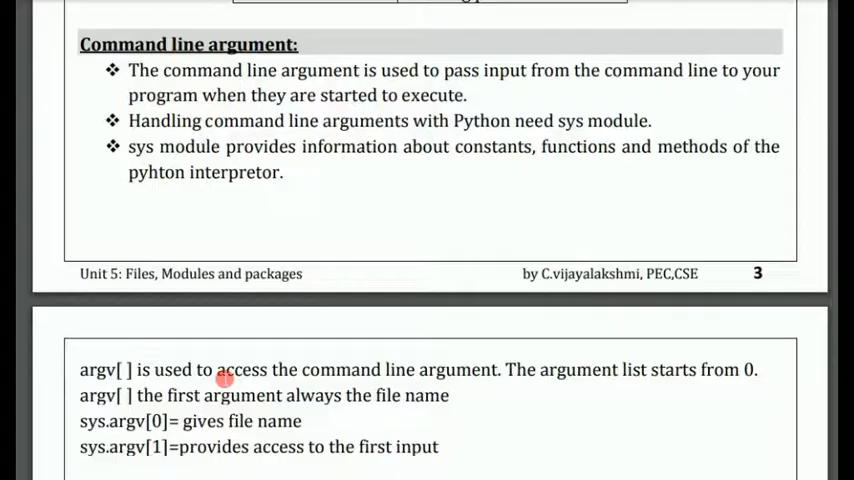 Command line argument:
❖ The command line argument is used to pass input from the command line to your
program when they are started to execute.
❖ Handling command line arguments with Python need sys module.
❖ sys module provides information about constants, functions and methods of the
pyhton interpretor.
Unit 5: Files, Modules and packages by C.vijayalakshmi, PEC,CSE 3
argv[ ] is used to access the command line argument. The argument list starts from 0.
argv[ ] the first argument always the file name
sys.argv[0]= gives file name
sys.argv[1]=provides access to the first input